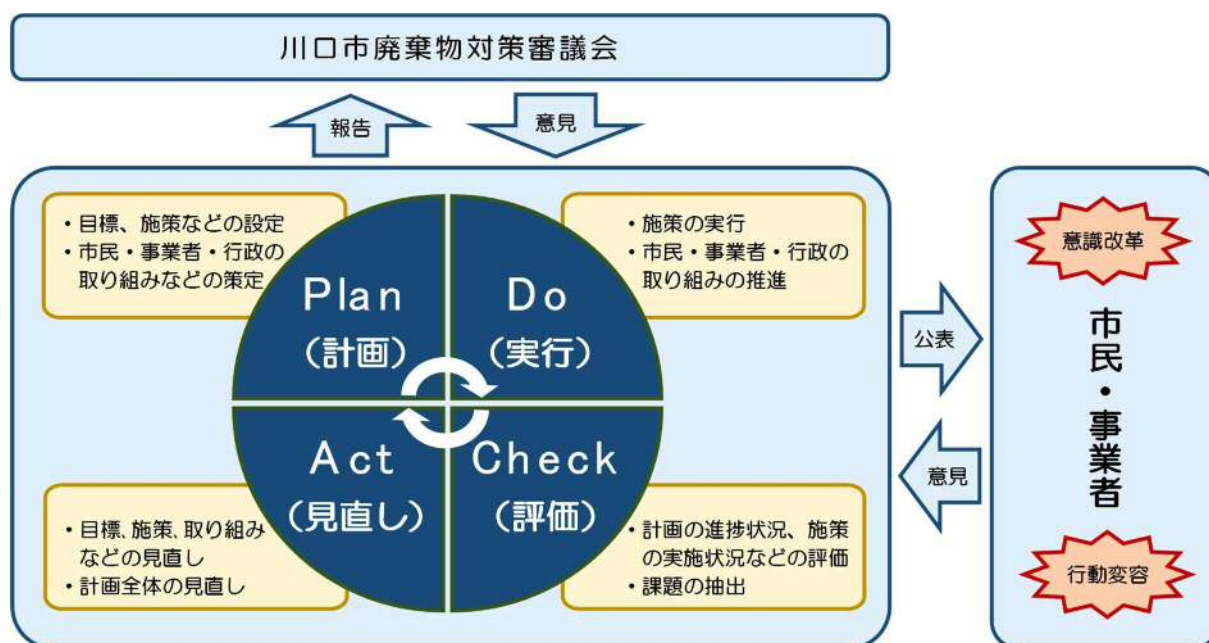 川口市廃棄物対策審議会
報告
意見
・目標、施策などの設定
・市民・事業者・行政の
取り組みなどの策定
Plan
（計画）
・施策の実行
・市民・事業者・行政の
取り組みの推進
Do
（実行）
Act
（見直し）
・目標、施策、取り組み
などの見直し
・計画全体の見直し
Check
（評価）
・計画の進捗状況、施策
の実施状況などの評価
・課題の抽出
公表
意見
意識改革
市民・事業者
行動変容